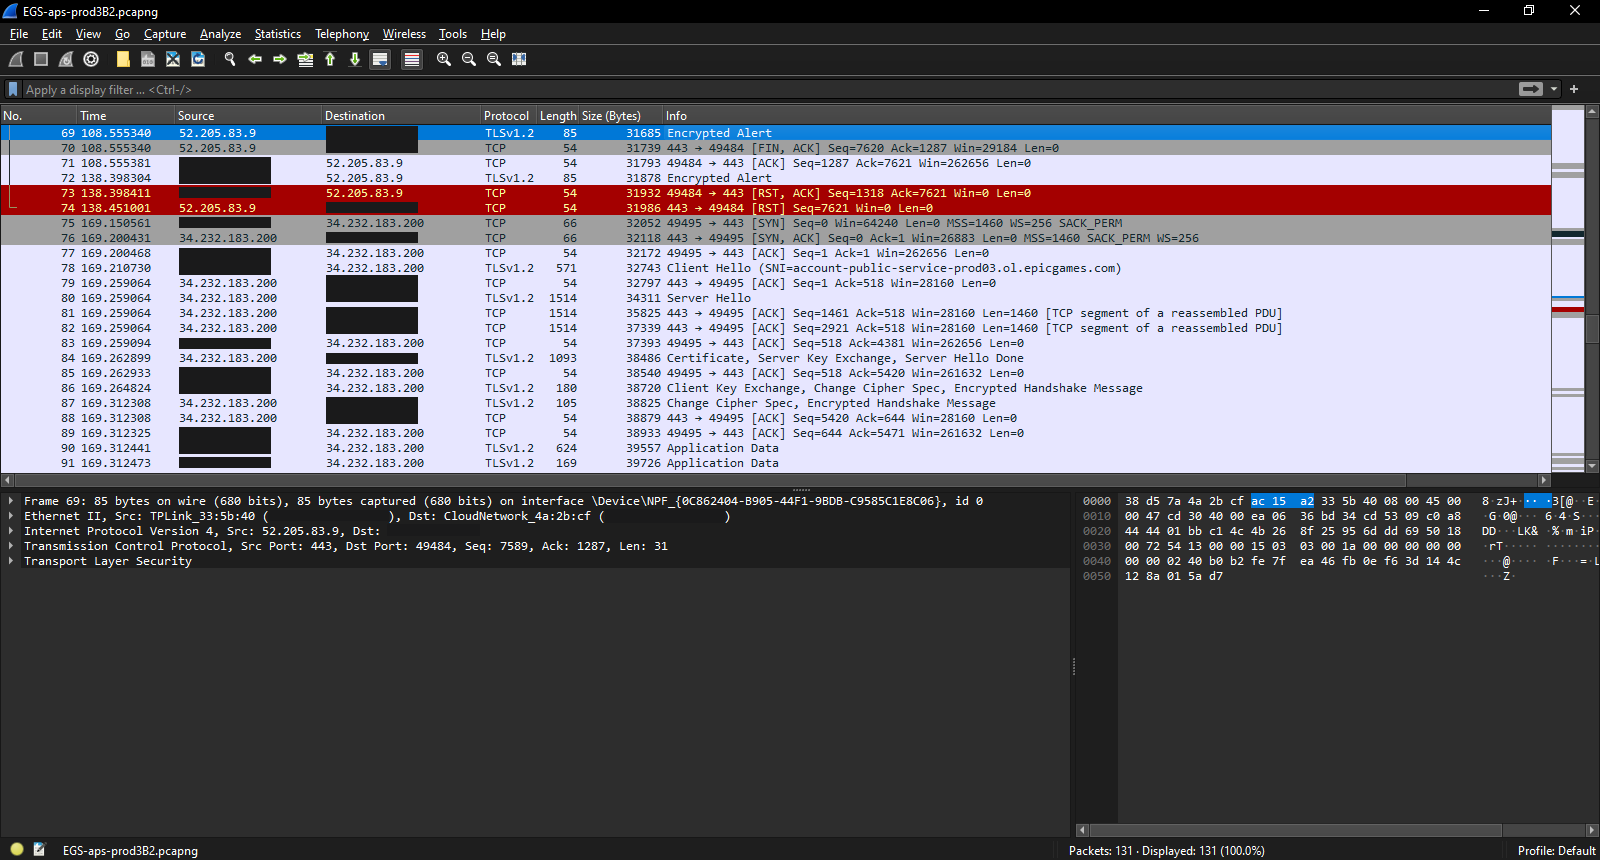 EGS-aps-prod3B2.pcapng
File Edit View Go Capture Analyze Statistics Telephony Wireless Tools Help
Apply a display filter ... <Ctrl-/>
No. Time Source Destination Protocol Length Size (Bytes) Info
69 108.555340 52.205.83.9 TLSv1.2 85 31685 Encrypted Alert
70 108.555340 52.205.83.9 TCP 54 31739 443 → 49484 [FIN, ACK] Seq=7620 Ack=1287 Win=29184 Len=0
71 108.555381 52.205.83.9 TCP 54 31793 49484 → 443 [ACK] Seq=1287 Ack=7621 Win=262656 Len=0
72 138.398304 52.205.83.9 TLSv1.2 85 31878 Encrypted Alert
73 138.398411 52.205.83.9 TCP 54 31932 49484 → 443 [RST, ACK] Seq=1318 Ack=7621 Win=0 Len=0
74 138.451001 52.205.83.9 TCP 54 31986 443 → 49484 [RST] Seq=7621 Win=0 Len=0
75 169.150561 34.232.183.200 TCP 66 32052 49495 → 443 [SYN] Seq=0 Win=64240 Len=0 MSS=1460 WS=256 SACK_PERM
76 169.200431 34.232.183.200 TCP 66 32118 443 → 49495 [SYN, ACK] Seq=0 Ack=1 Win=26883 Len=0 MSS=1460 SACK_PERM WS=256
77 169.200468 34.232.183.200 TCP 54 32172 49495 → 443 [ACK] Seq=1 Ack=1 Win=262656 Len=0
78 169.210730 34.232.183.200 TLSv1.2 571 32743 Client Hello (SNI=account-public-service-prod03.ol.epicgames.com)
79 169.259064 34.232.183.200 TCP 54 32797 443 → 49495 [ACK] Seq=1 Ack=518 Win=28160 Len=0
80 169.259064 34.232.183.200 TLSv1.2 1514 34311 Server Hello
81 169.259064 34.232.183.200 TCP 1514 35825 443 → 49495 [ACK] Seq=1461 Ack=518 Win=28160 Len=1460 [TCP segment of a reassembled PDU]
82 169.259064 34.232.183.200 TCP 1514 37339 443 → 49495 [ACK] Seq=2921 Ack=518 Win=28160 Len=1460 [TCP segment of a reassembled PDU]
83 169.259094 34.232.183.200 TCP 54 37393 49495 → 443 [ACK] Seq=518 Ack=4381 Win=262656 Len=0
84 169.262899 34.232.183.200 TLSv1.2 1093 38486 Certificate, Server Key Exchange, Server Hello Done
85 169.262933 34.232.183.200 TCP 54 38540 49495 → 443 [ACK] Seq=518 Ack=5420 Win=261632 Len=0
86 169.264824 34.232.183.200 TLSv1.2 180 38720 Client Key Exchange, Change Cipher Spec, Encrypted Handshake Message
87 169.312308 34.232.183.200 TLSv1.2 105 38825 Change Cipher Spec, Encrypted Handshake Message
88 169.312308 34.232.183.200 TCP 54 38879 443 → 49495 [ACK] Seq=5420 Ack=644 Win=28160 Len=0
89 169.312325 34.232.183.200 TCP 54 38933 49495 → 443 [ACK] Seq=644 Ack=5471 Win=261632 Len=0
90 169.312441 34.232.183.200 TLSv1.2 624 39557 Application Data
91 169.312473 34.232.183.200 TLSv1.2 169 39726 Application Data
Frame 69: 85 bytes on wire (680 bits), 85 bytes captured (680 bits) on interface \Device\NPF_{0C862404-B905-44F1-9BDB-C9585C1E8C06}, id 0
Ethernet II, Src: TPLink_33:5b:40 ( ), Dst: CloudNetwork_4a:2b:cf ( )
Internet Protocol Version 4, Src: 52.205.83.9, Dst:
Transmission Control Protocol, Src Port: 443, Dst Port: 49484, Seq: 7589, Ack: 1287, Len: 31
Transport Layer Security
0000 38 d5 7a 4a 2b cf ac 15 a2 33 5b 40 08 00 45 00 8·zJ+··· ·3[@··E·
0010 00 47 cd 30 40 00 ea 06 36 bd 34 cd 53 09 c0 a8 ·G·0@··· 6·4·S···
0020 44 44 01 bb c1 4c 4b 26 8f 25 95 6d dd 69 50 18 DD···LK& ·%·m·iP·
0030 00 72 54 13 00 00 15 03 03 00 1a 00 00 00 00 00 ·rT····· ········
0040 00 00 02 40 b0 b2 fe 7f ea 46 fb 0e f6 3d 14 4c ···@···· ·F···=·L
0050 12 8a 01 5a d7 ···Z·
EGS-aps-prod3B2.pcapng
Packets: 131 · Displayed: 131 (100.0%)
Profile: Default